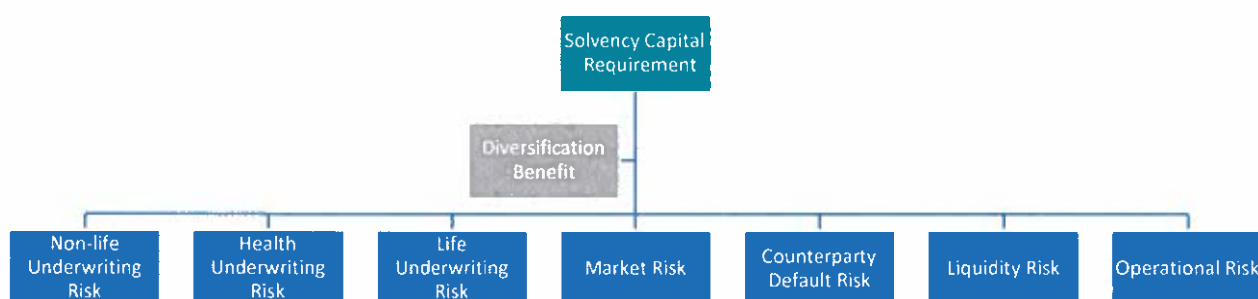 Solvency Capital
Requirement
Diversification
Benefit
Non-life
Underwriting
Risk
Health
Underwriting
Risk
Life
Underwriting
Risk
Market Risk
Counterparty
Default Risk
Liquidity Risk
Operational Risk